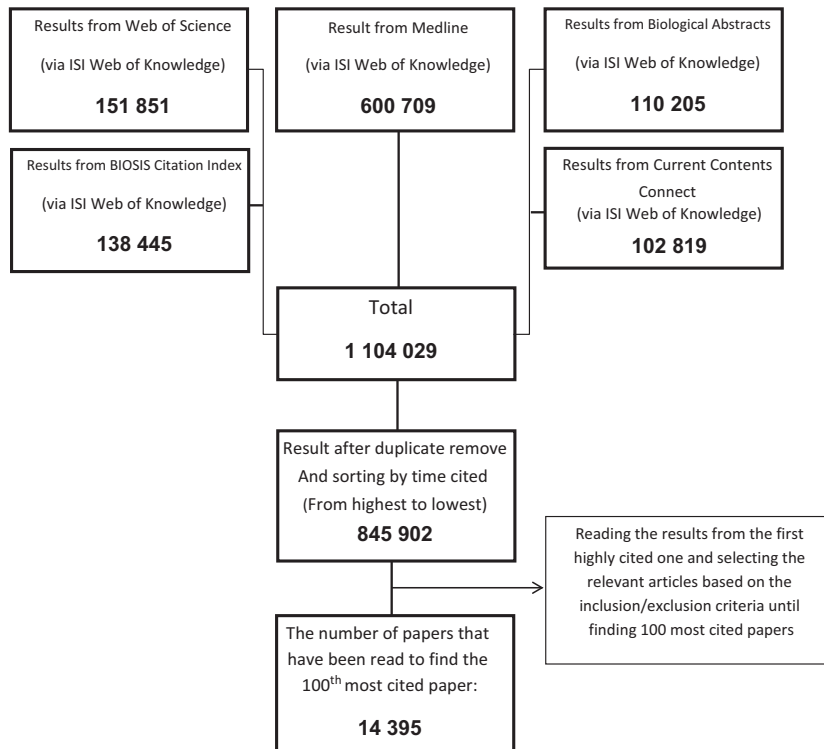 Results from Web of Science
(via ISI Web of Knowledge)
151 851
Result from Medline
(via ISI Web of Knowledge)
600 709
Results from Biological Abstracts
(via ISI Web of Knowledge)
110 205
Results from BIOSIS Citation Index
(via ISI Web of Knowledge)
138 445
Results from Current Contents
Connect
(via ISI Web of Knowledge)
102 819
Total
1 104 029
Result after duplicate remove
And sorting by time cited
(From highest to lowest)
845 902
Reading the results from the first
highly cited one and selecting the
relevant articles based on the
inclusion/exclusion criteria until
finding 100 most cited papers
The number of papers that
have been read to find the
100th most cited paper:
14 395